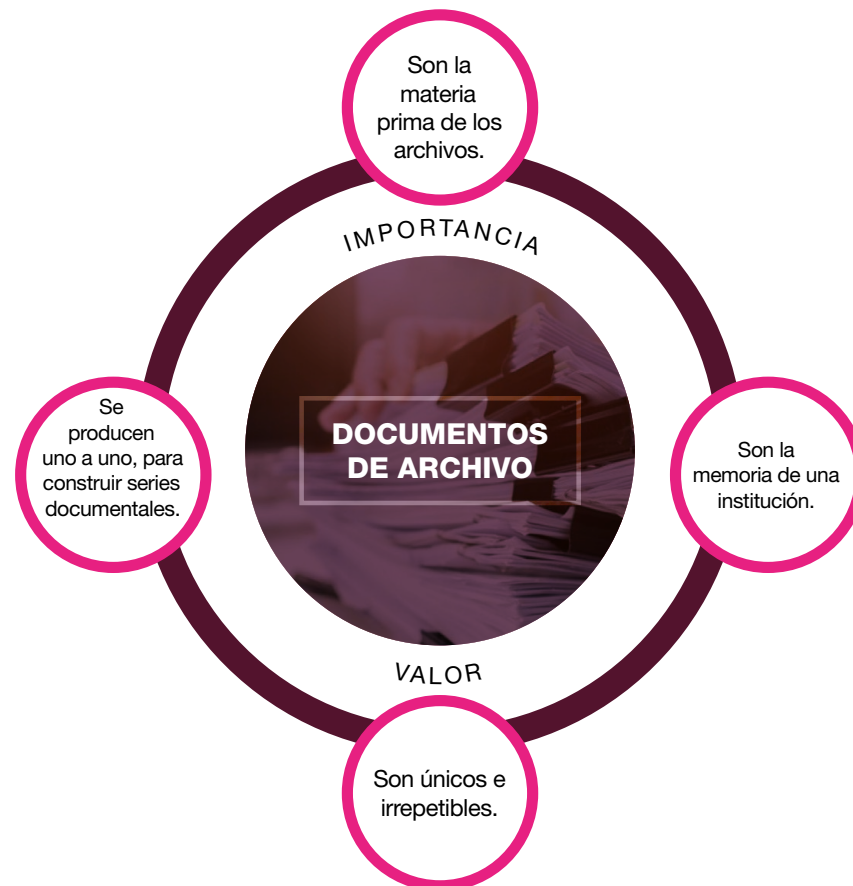 Son la
materia
prima de los
archivos.
IMPORTANCIA
Se
producen
uno a uno, para
construir series
documentales.
DOCUMENTOS
DE ARCHIVO
Son la
memoria de una
institución.
VALOR
Son únicos e
irrepetibles.